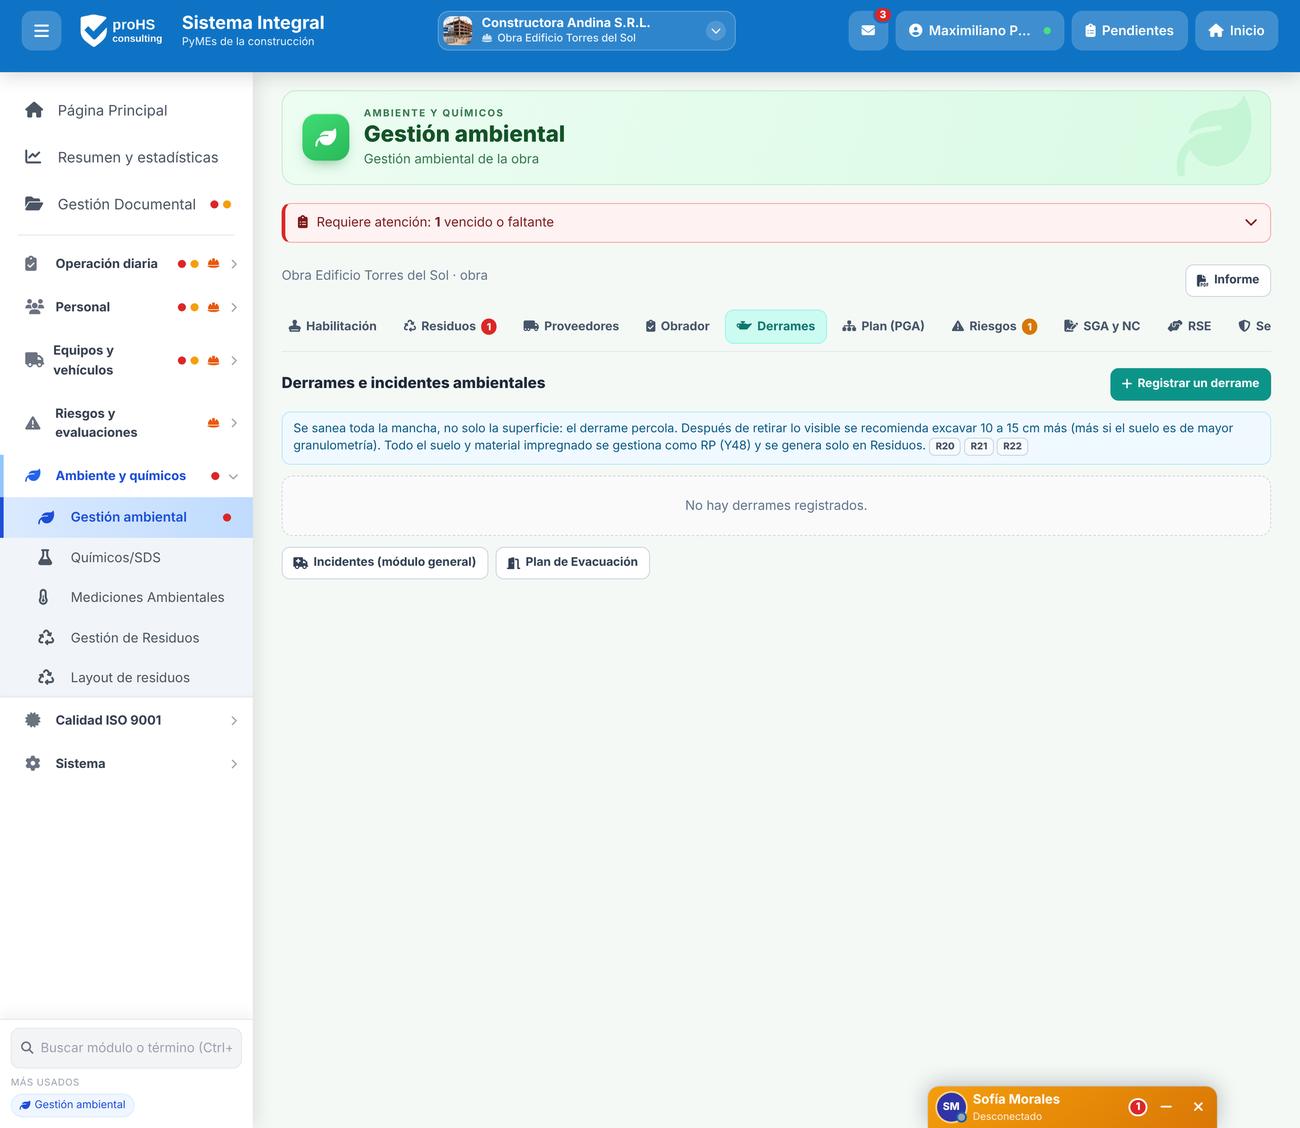 proHS
consulting
Sistema Integral
PyMEs de la construcción
Constructora Andina S.R.L.
Obra Edificio Torres del Sol
3
Maximiliano P...
Pendientes
Inicio
Página Principal
Resumen y estadísticas
Gestión Documental
Operación diaria
Personal
Equipos y
vehículos
Riesgos y
evaluaciones
Ambiente y químicos
Gestión ambiental
Químicos/SDS
Mediciones Ambientales
Gestión de Residuos
Layout de residuos
Calidad ISO 9001
Sistema
Buscar módulo o término (Ctrl+
MÁS USADOS
Gestión ambiental
AMBIENTE Y QUÍMICOS
Gestión ambiental
Gestión ambiental de la obra
Requiere atención: 1 vencido o faltante
Obra Edificio Torres del Sol · obra
Informe
Habilitación
Residuos 1
Proveedores
Obrador
Derrames
Plan (PGA)
Riesgos 1
SGA y NC
RSE
Se
Derrames e incidentes ambientales
+ Registrar un derrame
Se sanea toda la mancha, no solo la superficie: el derrame percola. Después de retirar lo visible se recomienda excavar 10 a 15 cm más (más si el suelo es de mayor
granulometría). Todo el suelo y material impregnado se gestiona como RP (Y48) y se genera solo en Residuos. R20 R21 R22
No hay derrames registrados.
Incidentes (módulo general)
Plan de Evacuación
SM
Sofía Morales
Desconectado
1